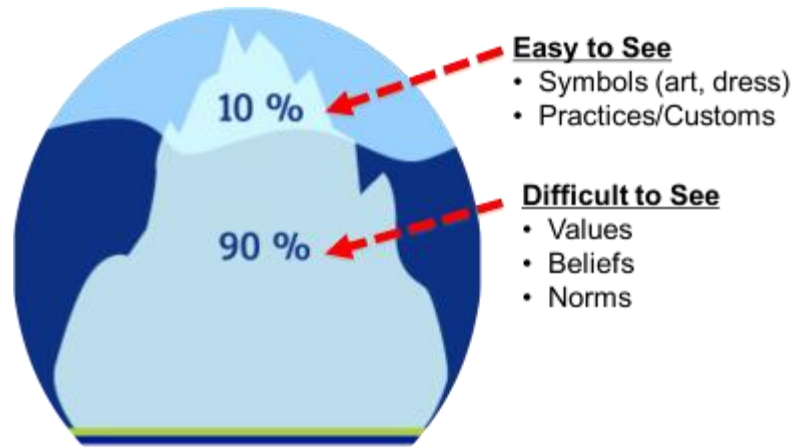 10 %
Easy to See
• Symbols (art, dress)
• Practices/Customs
90 %
Difficult to See
• Values
• Beliefs
• Norms